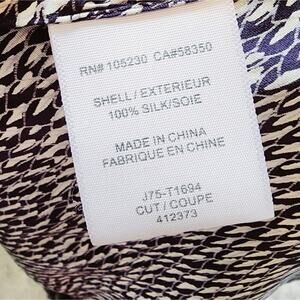 RN# 105230 CA#58350
SHELL / EXTERIEUR
100% SILK/SOIE
MADE IN CHINA
FABRIQUE EN CHINE
J75-T1694
CUT / COUPE
412373